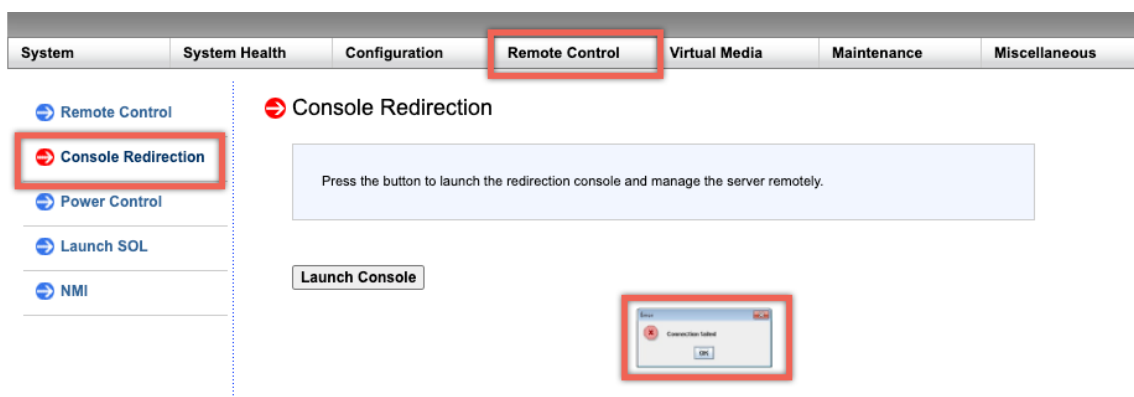 System System Health Configuration Remote Control Virtual Media Maintenance Miscellaneous
Remote Control
Console Redirection
Power Control
Launch SOL
NMI
Console Redirection
Press the button to launch the redirection console and manage the server remotely.
Launch Console
Error
Connection failed
OK